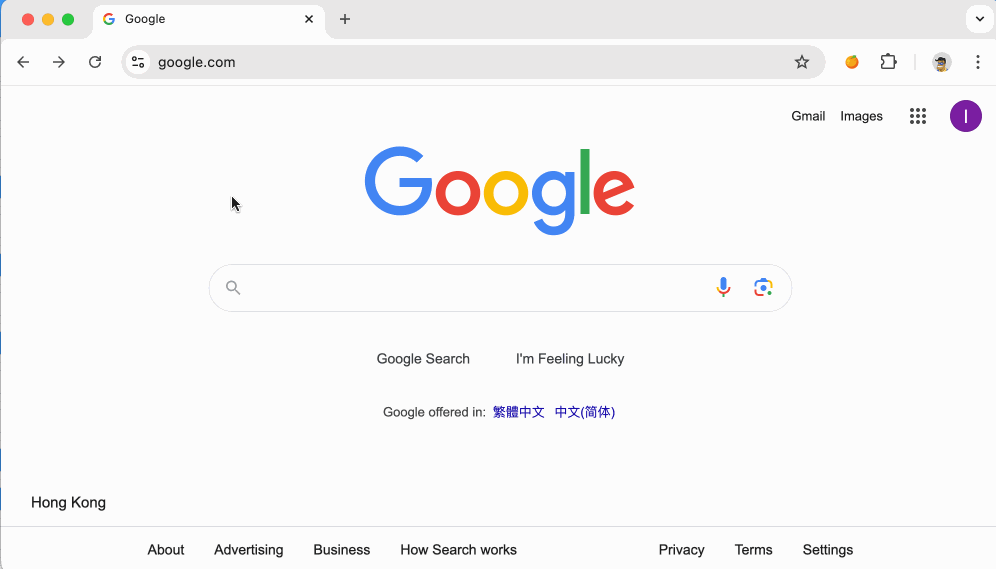 Google
google.com
Gmail Images
I
Google
Google Search I'm Feeling Lucky
Google offered in: 繁體中文 中文(简体)
Hong Kong
About Advertising Business How Search works Privacy Terms Settings